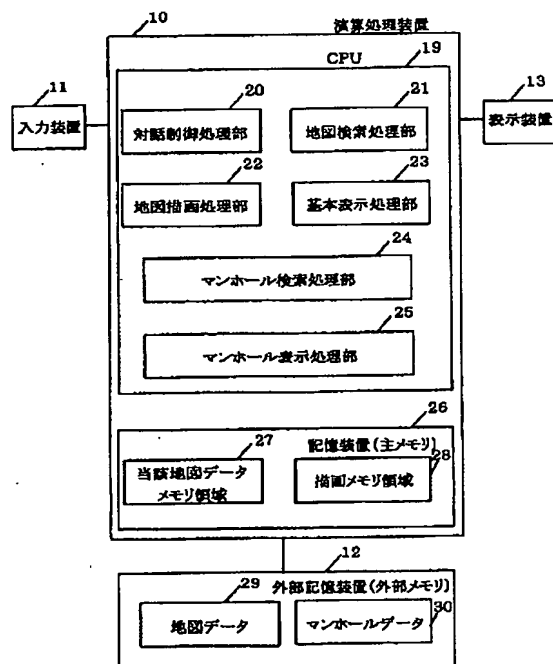 10
演算処理装置
CPU
19
11
入力装置
20
対話制御処理部
21
地図検索処理部
13
表示装置
22
地図描画処理部
23
基本表示処理部
24
マンホール検索処理部
25
マンホール表示処理部
26
記憶装置(主メモリ)
27
当該地図データ
メモリ領域
28
描画メモリ領域
12
外部記憶装置(外部メモリ)
29
地図データ
30
マンホールデータ